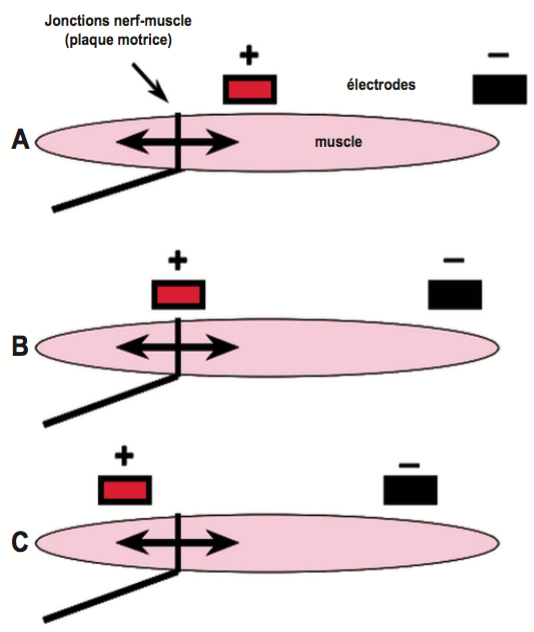 Jonctions nerf-muscle
(plaque motrice)
+
−
électrodes
A
muscle
+
−
B
+
−
C